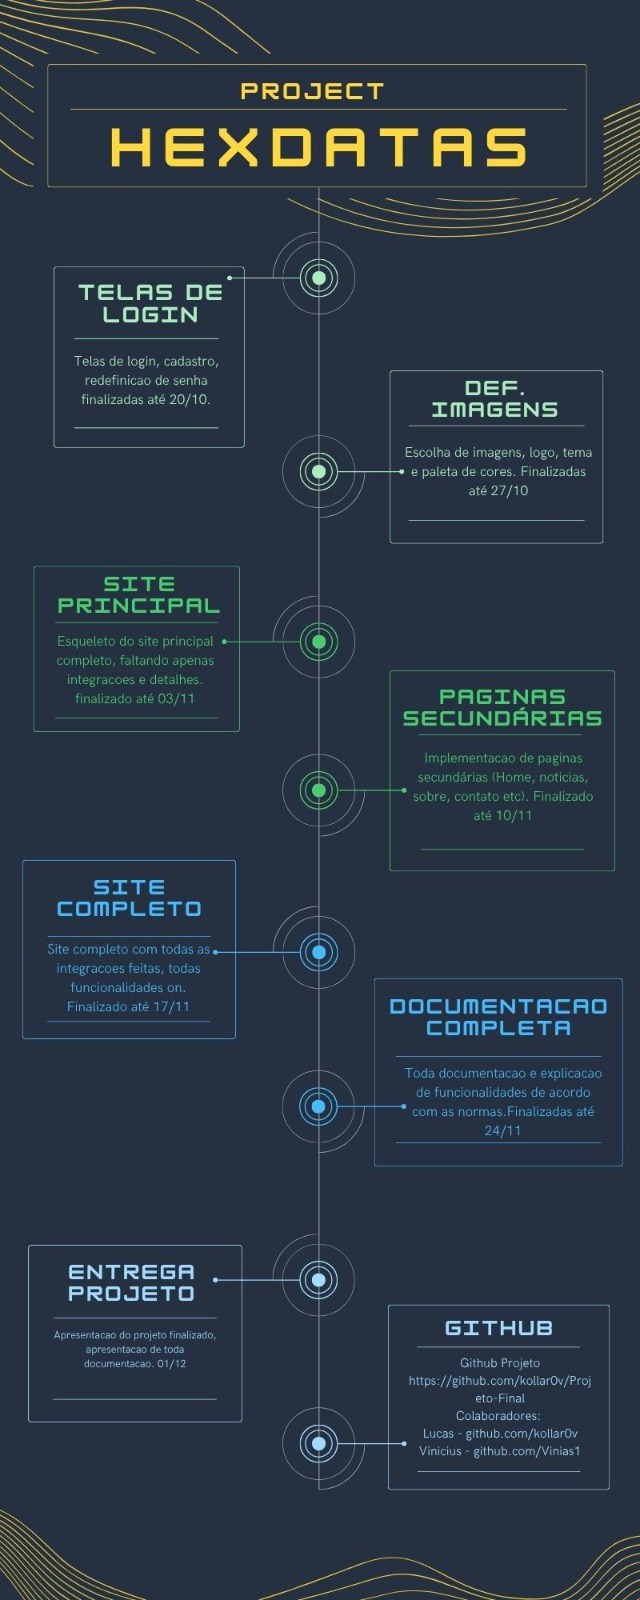 PROJECT
HEXDATAS
TELAS DE
LOGIN
Telas de login, cadastro,
redefinicao de senha
finalizadas até 20/10.
DEF.
IMAGENS
Escolha de imagens, logo, tema
e paleta de cores. Finalizadas
até 27/10
SITE
PRINCIPAL
Esqueleto do site principal
completo, faltando apenas
integracoes e detalhes.
finalizado até 03/11
PAGINAS
SECUNDÁRIAS
Implementacao de paginas
secundárias (Home, noticias,
sobre, contato etc). Finalizado
até 10/11
SITE
COMPLETO
Site completo com todas as
integracoes feitas, todas
funcionalidades on.
Finalizado até 17/11
DOCUMENTACAO
COMPLETA
Toda documentacao e explicacao
de funcionalidades de acordo
com as normas.Finalizadas até
24/11
ENTREGA
PROJETO
Apresentacao do projeto finalizado,
apresentacao de toda
documentacao. 01/12
GITHUB
Github Projeto
https://github.com/kollar0v/Proj
eto-Final
Colaboradores:
Lucas - github.com/kollar0v
Vinicius - github.com/Vinias1